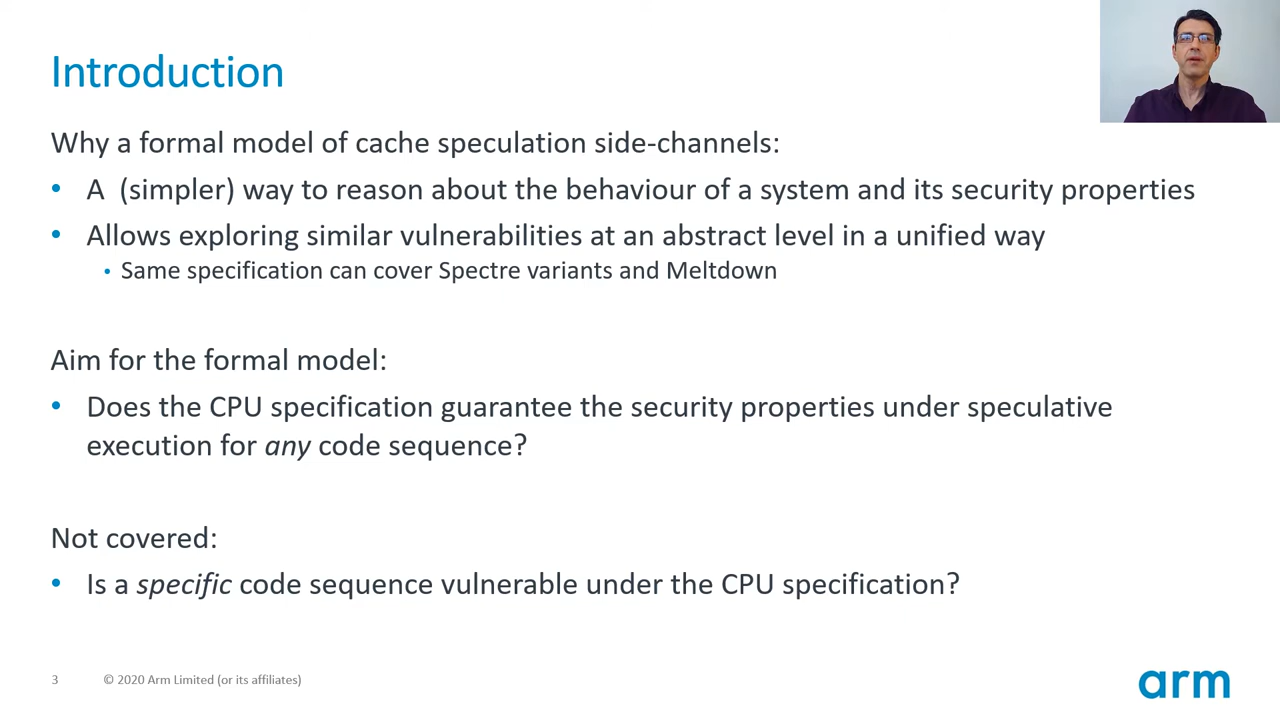 Introduction
Why a formal model of cache speculation side-channels:
• A  (simpler) way to reason about the behaviour of a system and its security properties
• Allows exploring similar vulnerabilities at an abstract level in a unified way
• Same specification can cover Spectre variants and Meltdown
Aim for the formal model:
• Does the CPU specification guarantee the security properties under speculative
execution for any code sequence?
Not covered:
• Is a specific code sequence vulnerable under the CPU specification?
3 © 2020 Arm Limited (or its affiliates)
arm